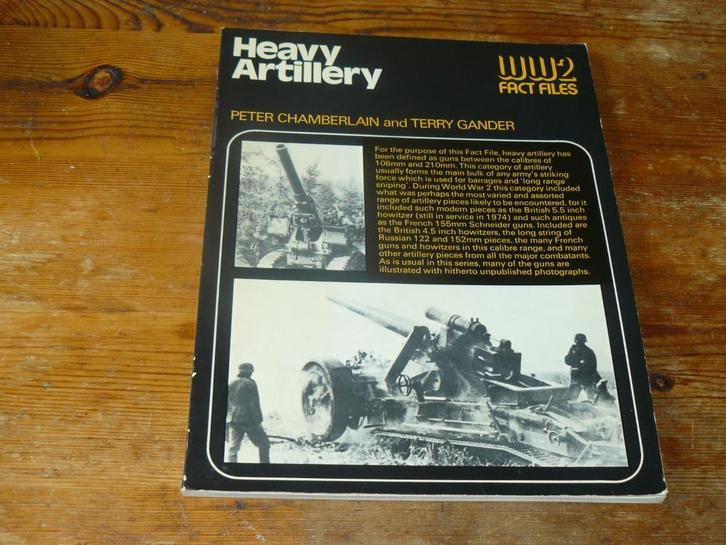 Heavy
Artillery
WW2
FACT FILES
PETER CHAMBERLAIN and TERRY GANDER
For the purpose of this Fact File, heavy artillery has
been defined as guns between the calibres of
106mm and 210mm. This category of artillery
usually forms the main bulk of any army's striking
force which is used for barrages and 'long range
sniping'. During World War 2 this category included
what was perhaps the most varied and assorted
range of artillery pieces likely to be encountered, for it
included such modern pieces as the British 5.5 inch
howitzer (still in service in 1974) and such antiques
as the French 155mm Schneider guns. Included are
the British 4.5 inch howitzers, the long string of
Russian 122 and 152mm pieces, the many French
guns and howitzers in this calibre range, and many
other artillery pieces from all the major combatants.
As is usual in this series, many of the guns are
illustrated with hitherto unpublished photographs.